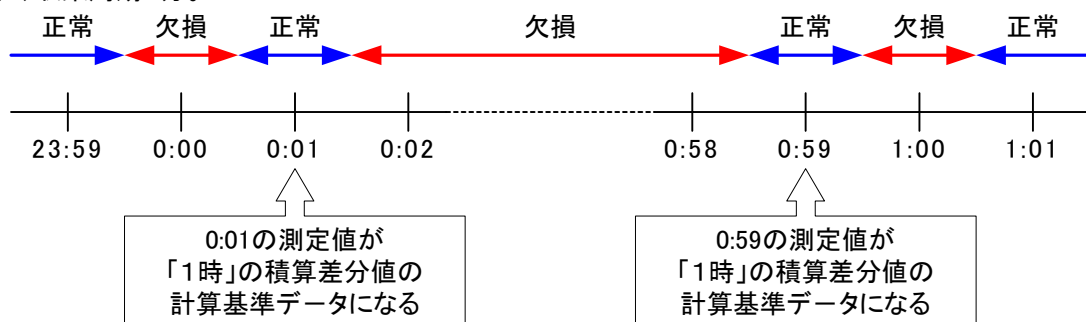 正常 欠損 正常 欠損 正常 欠損 正常
23:59 0:00 0:01 0:02 0:58 0:59 1:00 1:01
0:01の測定値が
「1時」の積算差分値の
計算基準データになる
0:59の測定値が
「1時」の積算差分値の
計算基準データになる